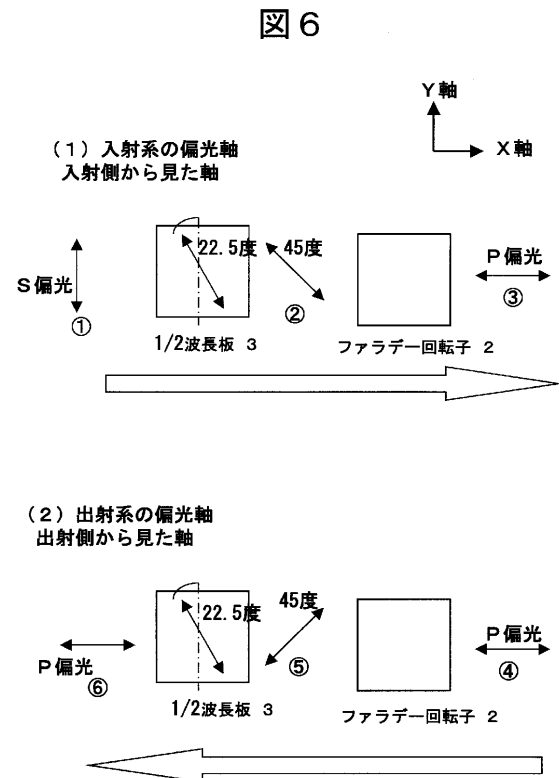 図６
Y軸
X軸
（1）入射系の偏光軸
入射側から見た軸
S偏光
①
22.5度
45度
②
P偏光
③
1/2波長板 3
ファラデー回転子 2
（2）出射系の偏光軸
出射側から見た軸
P偏光
⑥
22.5度
45度
⑤
P偏光
④
1/2波長板 3
ファラデー回転子 2